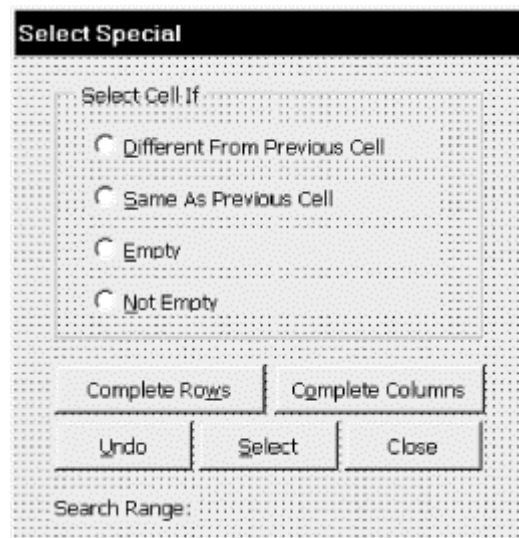 Select Special
Select Cell If
Different From Previous Cell
Same As Previous Cell
Empty
Not Empty
Complete Rows Complete Columns
Undo Select Close
Search Range: